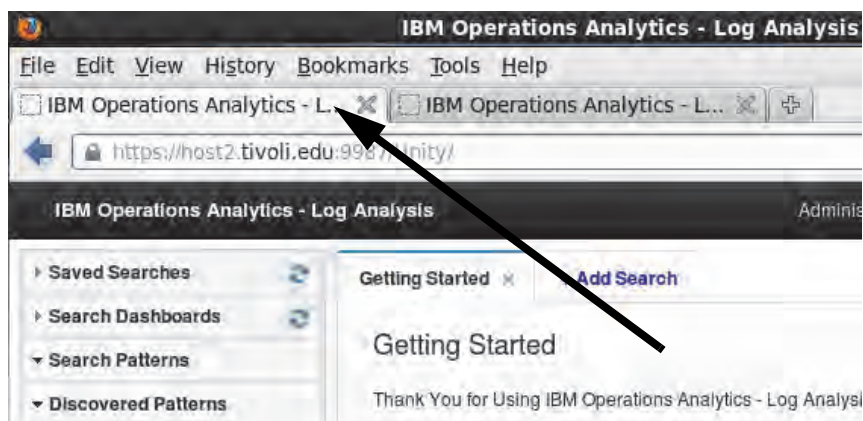 IBM Operations Analytics - Log Analysis
File Edit View History Bookmarks Tools Help
IBM Operations Analytics - L... IBM Operations Analytics - L...
https://host2.tivoli.edu:9987/Unity/
IBM Operations Analytics - Log Analysis
Saved Searches
Search Dashboards
Search Patterns
Discovered Patterns
Getting Started Add Search
Getting Started
Thank You for Using IBM Operations Analytics - Log